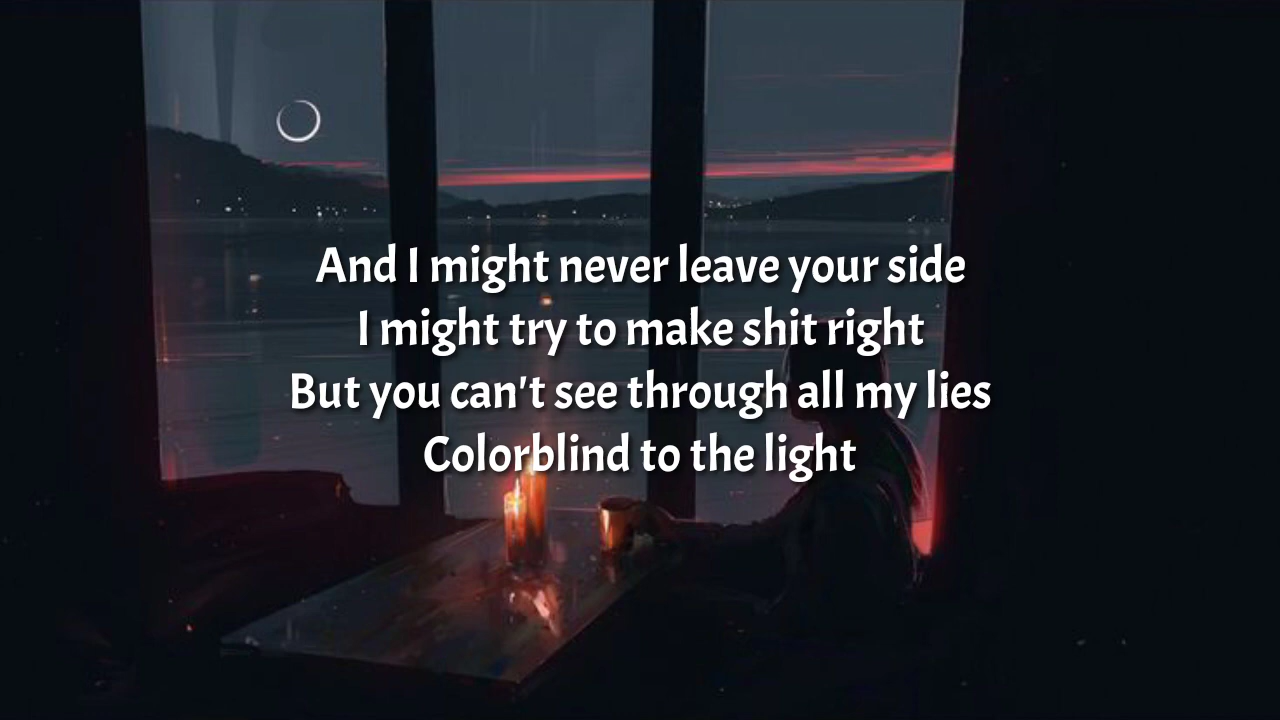 And I might never leave your side
I might try to make shit right
But you can't see through all my lies
Colorblind to the light